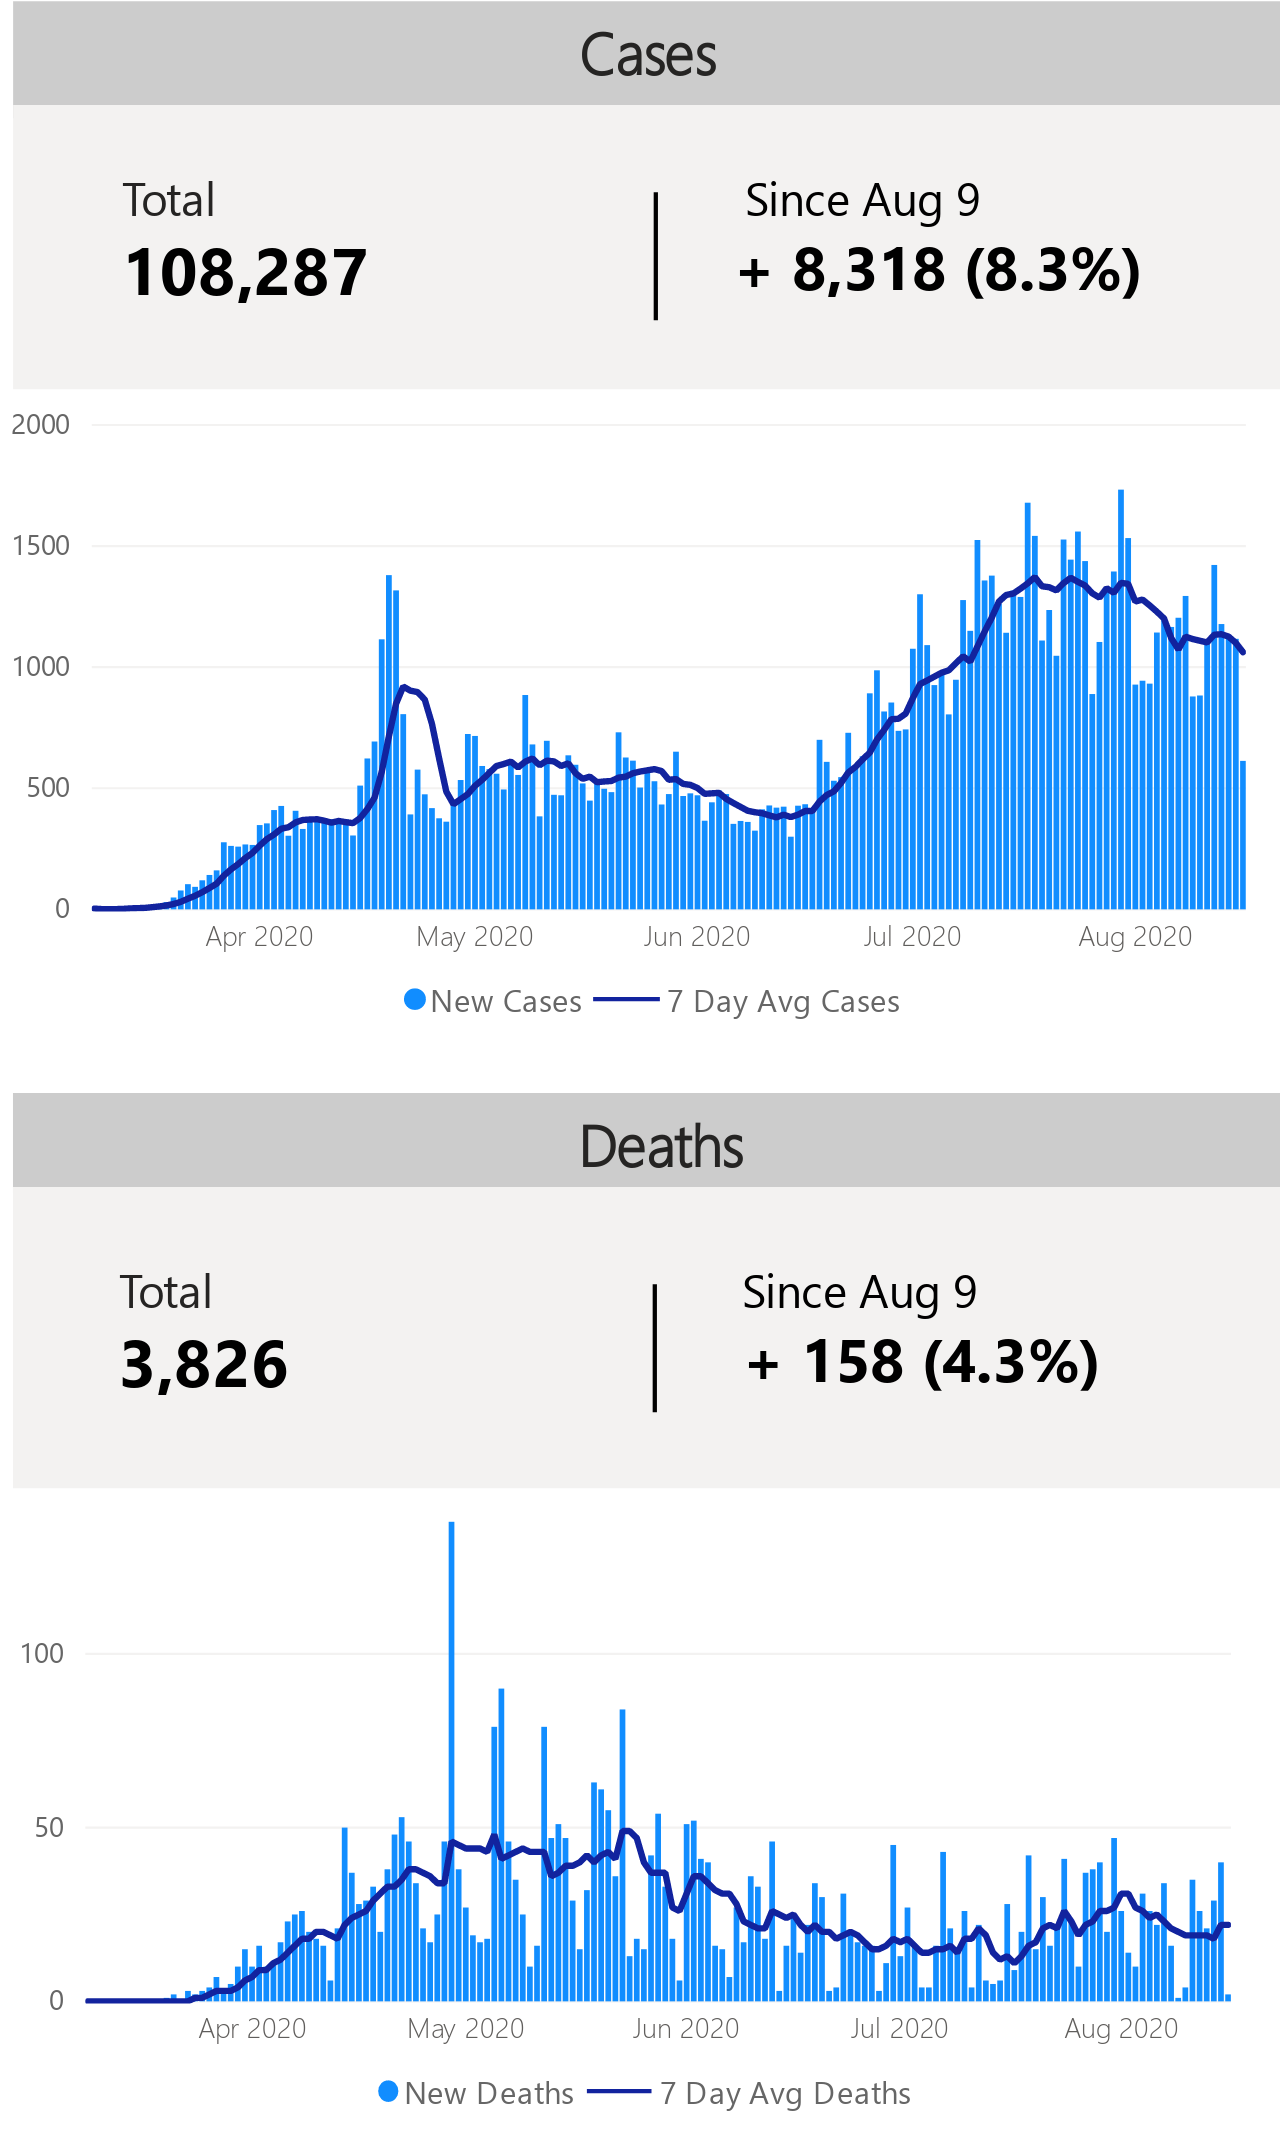 Cases
Total
108,287
Since Aug 9
+ 8,318 (8.3%)
2000
1500
1000
500
0
Apr 2020 May 2020 Jun 2020 Jul 2020 Aug 2020
New Cases 7 Day Avg Cases
Deaths
Total
3,826
Since Aug 9
+ 158 (4.3%)
100
50
0
Apr 2020 May 2020 Jun 2020 Jul 2020 Aug 2020
New Deaths 7 Day Avg Deaths